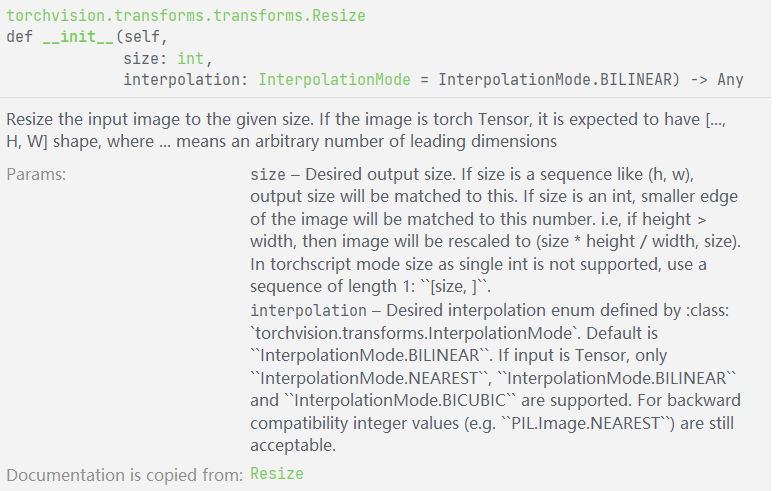 torchvision.transforms.transforms.Resize
def __init__(self,
size: int,
interpolation: InterpolationMode = InterpolationMode.BILINEAR) -> Any
Resize the input image to the given size. If the image is torch Tensor, it is expected to have […,
H, W] shape, where ... means an arbitrary number of leading dimensions
Params:
size – Desired output size. If size is a sequence like (h, w),
output size will be matched to this. If size is an int, smaller edge
of the image will be matched to this number. i.e, if height >
width, then image will be rescaled to (size * height / width, size).
In torchscript mode size as single int is not supported, use a
sequence of length 1: ``[size, ]``.
interpolation – Desired interpolation enum defined by :class:
`torchvision.transforms.InterpolationMode`. Default is
``InterpolationMode.BILINEAR``. If input is Tensor, only
``InterpolationMode.NEAREST``, ``InterpolationMode.BILINEAR``
and ``InterpolationMode.BICUBIC`` are supported. For backward
compatibility integer values (e.g. ``PIL.Image.NEAREST``) are still
acceptable.
Documentation is copied from: Resize